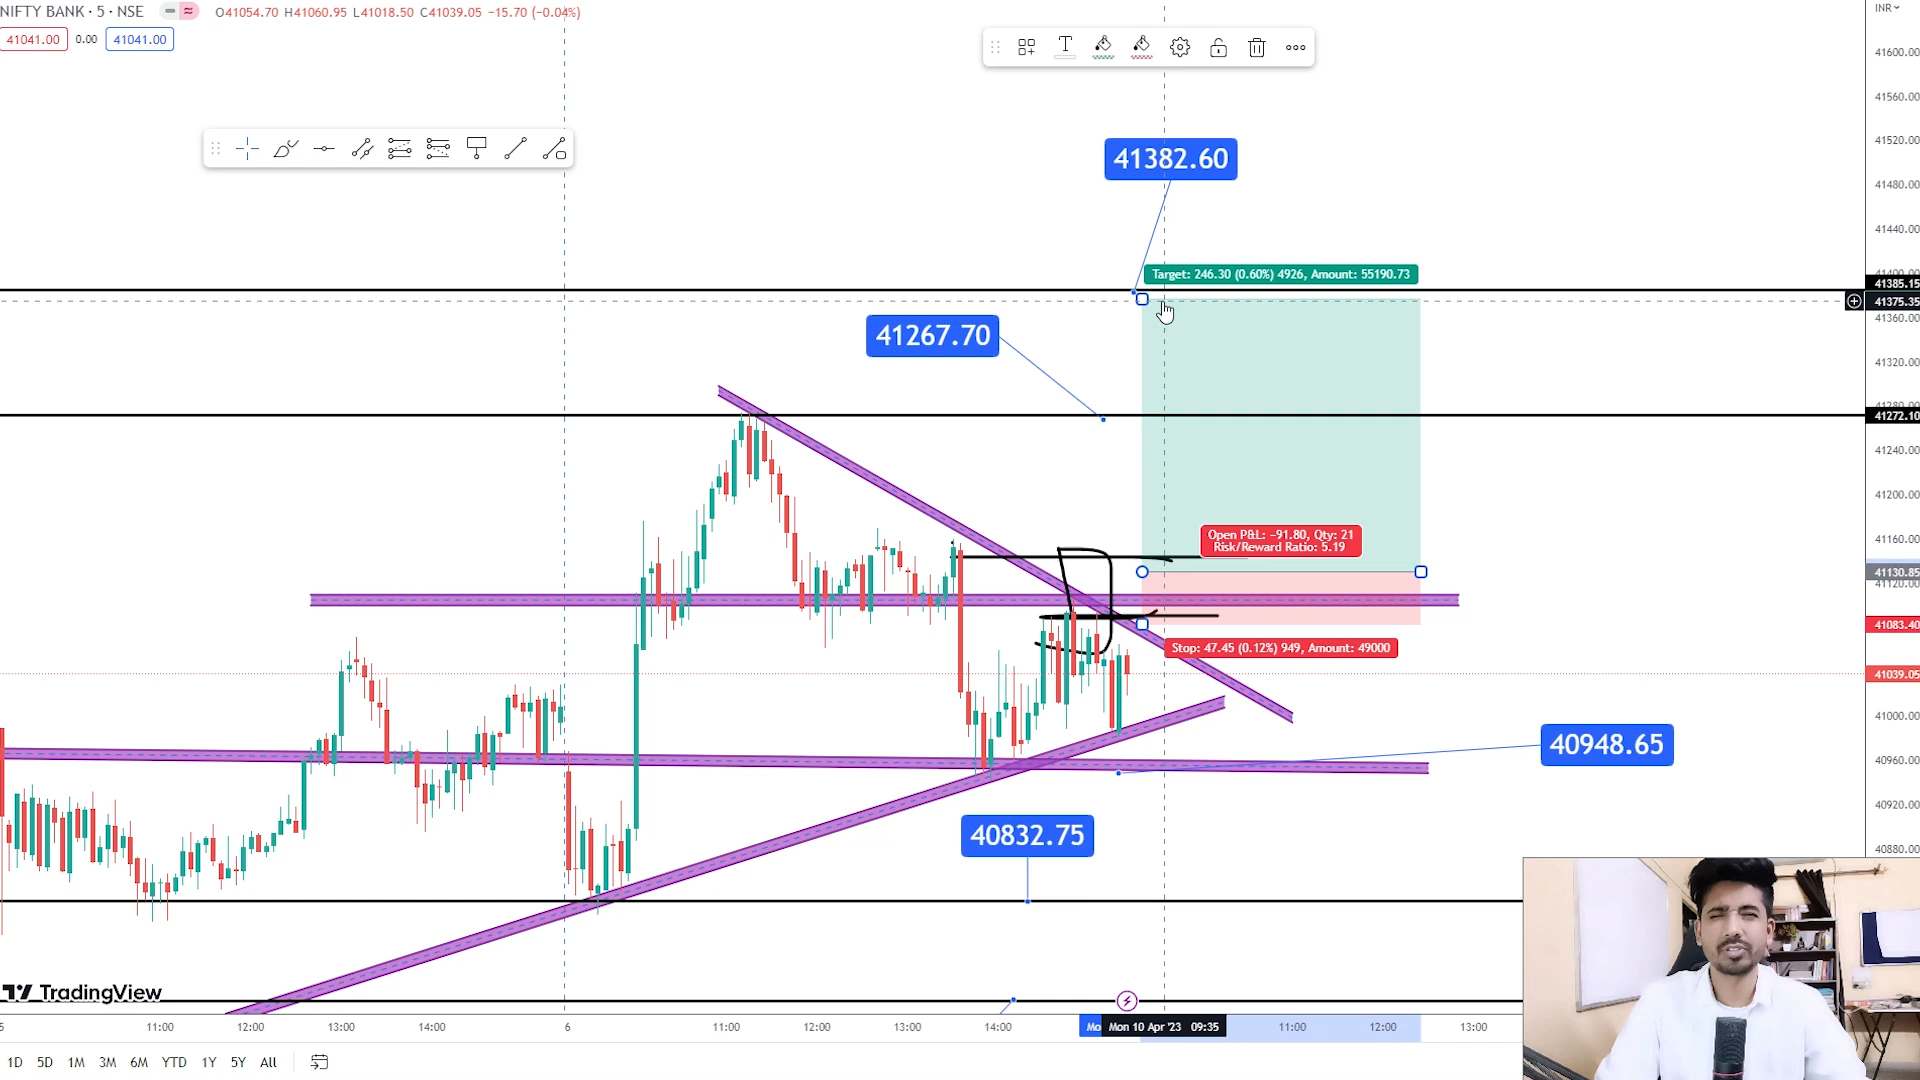 NIFTY BANK · 5 · NSE
O41054.70 H41060.95 L41018.50 C41039.05 −15.70 (−0.04%)
INR
41041.00 0.00 41041.00
41600.00
41560.00
41520.00
41480.00
41440.00
41385.15
41375.35
41360.00
41320.00
41272.10
41240.00
41200.00
41160.00
41130.85
41120.00
41083.40
41039.05
41000.00
40960.00
40920.00
40880.00
41382.60
Target: 246.30 (0.60%) 4926, Amount: 55190.73
41267.70
Open P&L: −91.80, Qty: 21
Risk/Reward Ratio: 5.19
Stop: 47.45 (0.12%) 949, Amount: 49000
40948.65
40832.75
TradingView
5 11:00 12:00 13:00 14:00 6 11:00 12:00 13:00 14:00 Mo Mon 10 Apr '23 09:35 11:00 12:00 13:00
1D 5D 1M 3M 6M YTD 1Y 5Y All